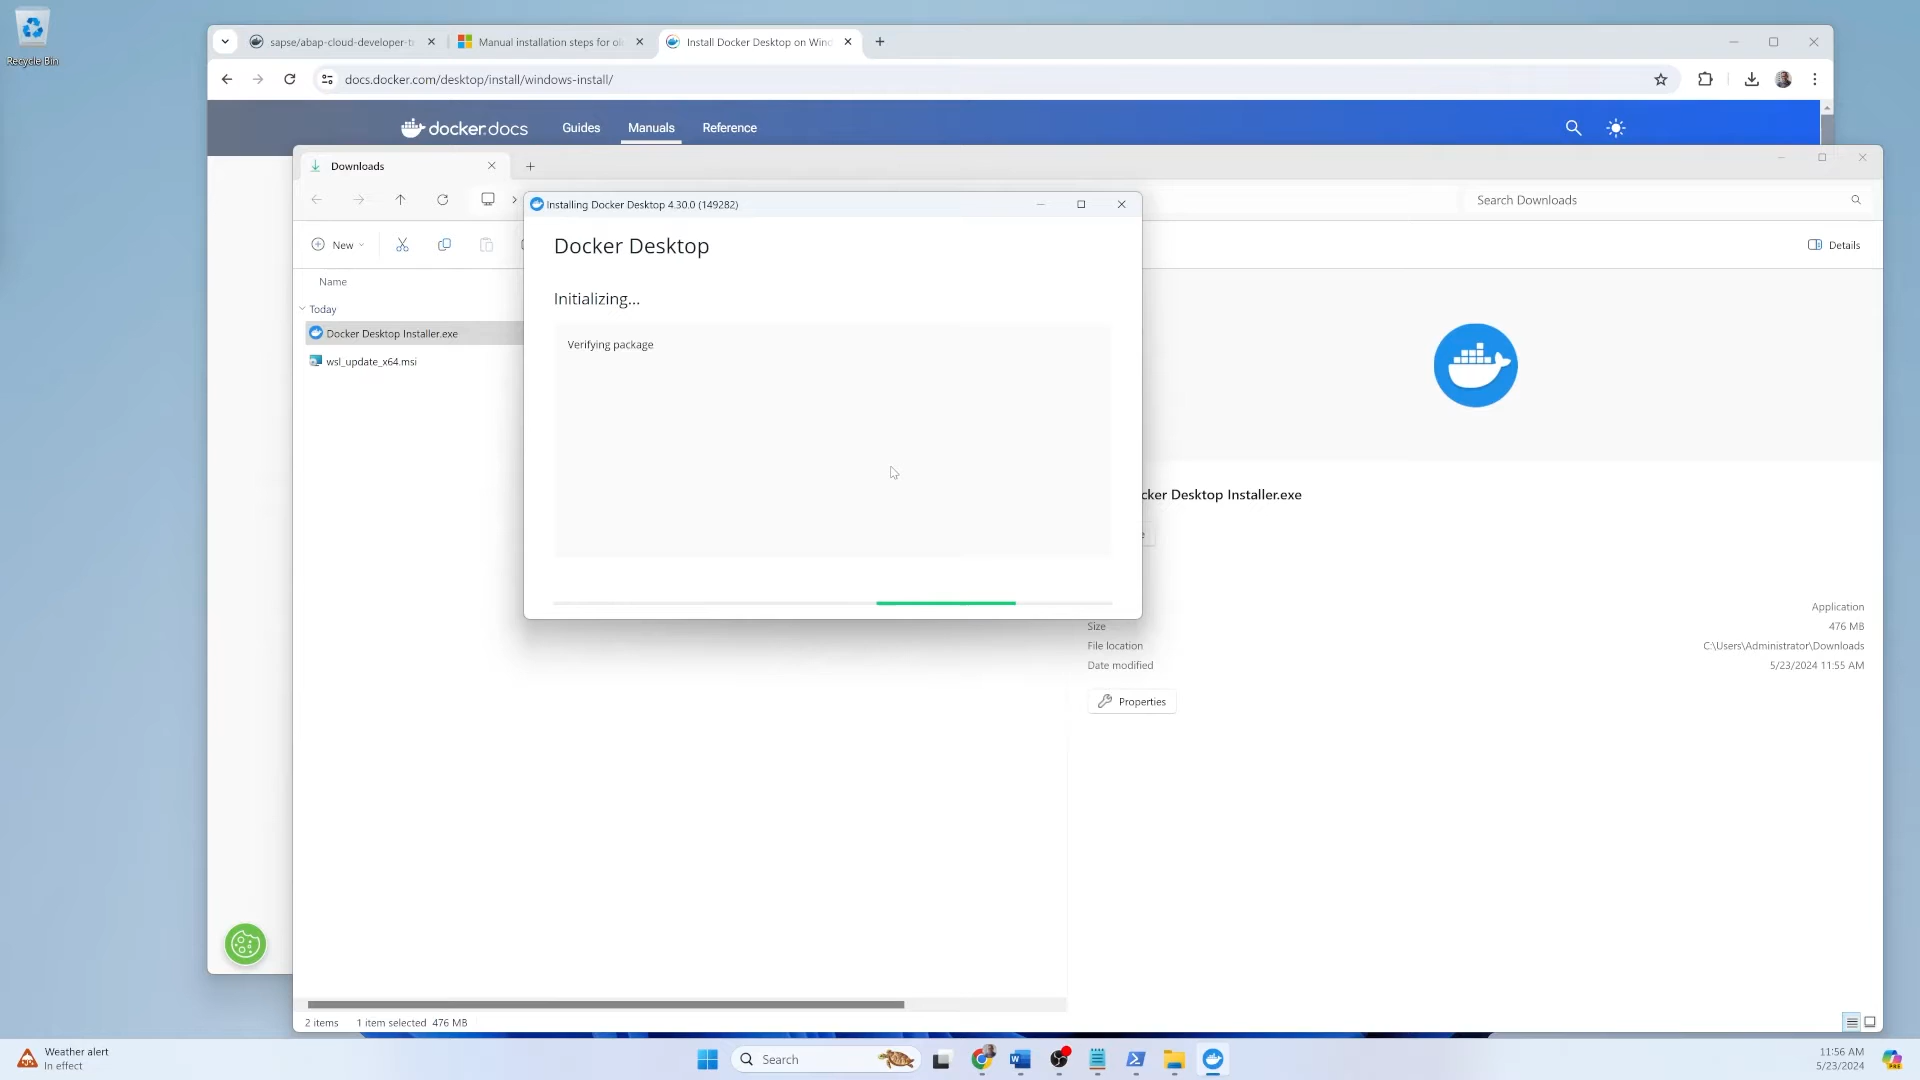 Recycle Bin
sapse/abap-cloud-developer-t
Manual installation steps for ol
Install Docker Desktop on Wind
docs.docker.com/desktop/install/windows-install/
docker.docs
Guides
Manuals
Reference
Downloads
Search Downloads
New
Details
Installing Docker Desktop 4.30.0 (149282)
Docker Desktop
Initializing...
Verifying package
Name
Today
Docker Desktop Installer.exe
wsl_update_x64.msi
cker Desktop Installer.exe
e
Application
Size
476 MB
File location
C:\Users\Administrator\Downloads
Date modified
5/23/2024 11:55 AM
Properties
2 items
1 item selected 476 MB
Weather alert
In effect
Search
11:56 AM
5/23/2024
PRE